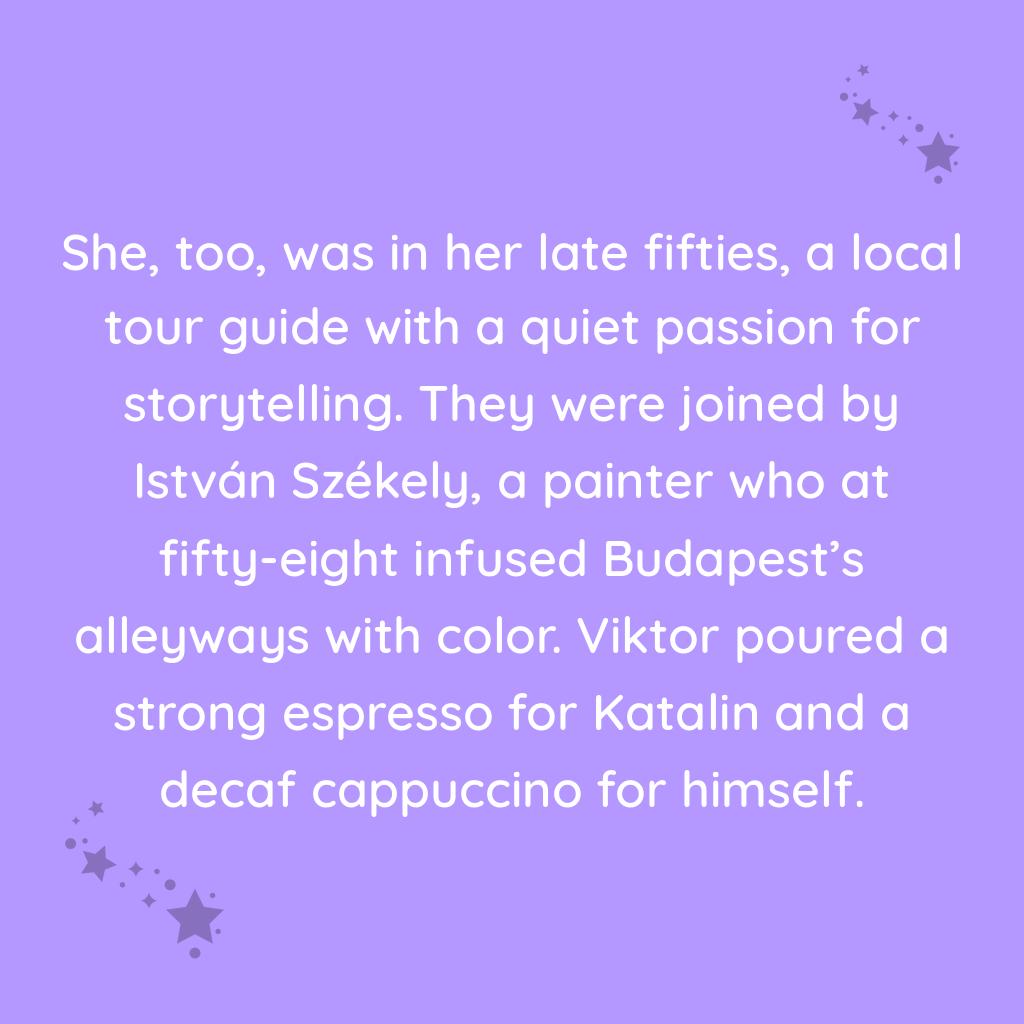 She, too, was in her late fifties, a local
tour guide with a quiet passion for
storytelling. They were joined by
István Székely, a painter who at
fifty-eight infused Budapest’s
alleyways with color. Viktor poured a
strong espresso for Katalin and a
decaf cappuccino for himself.